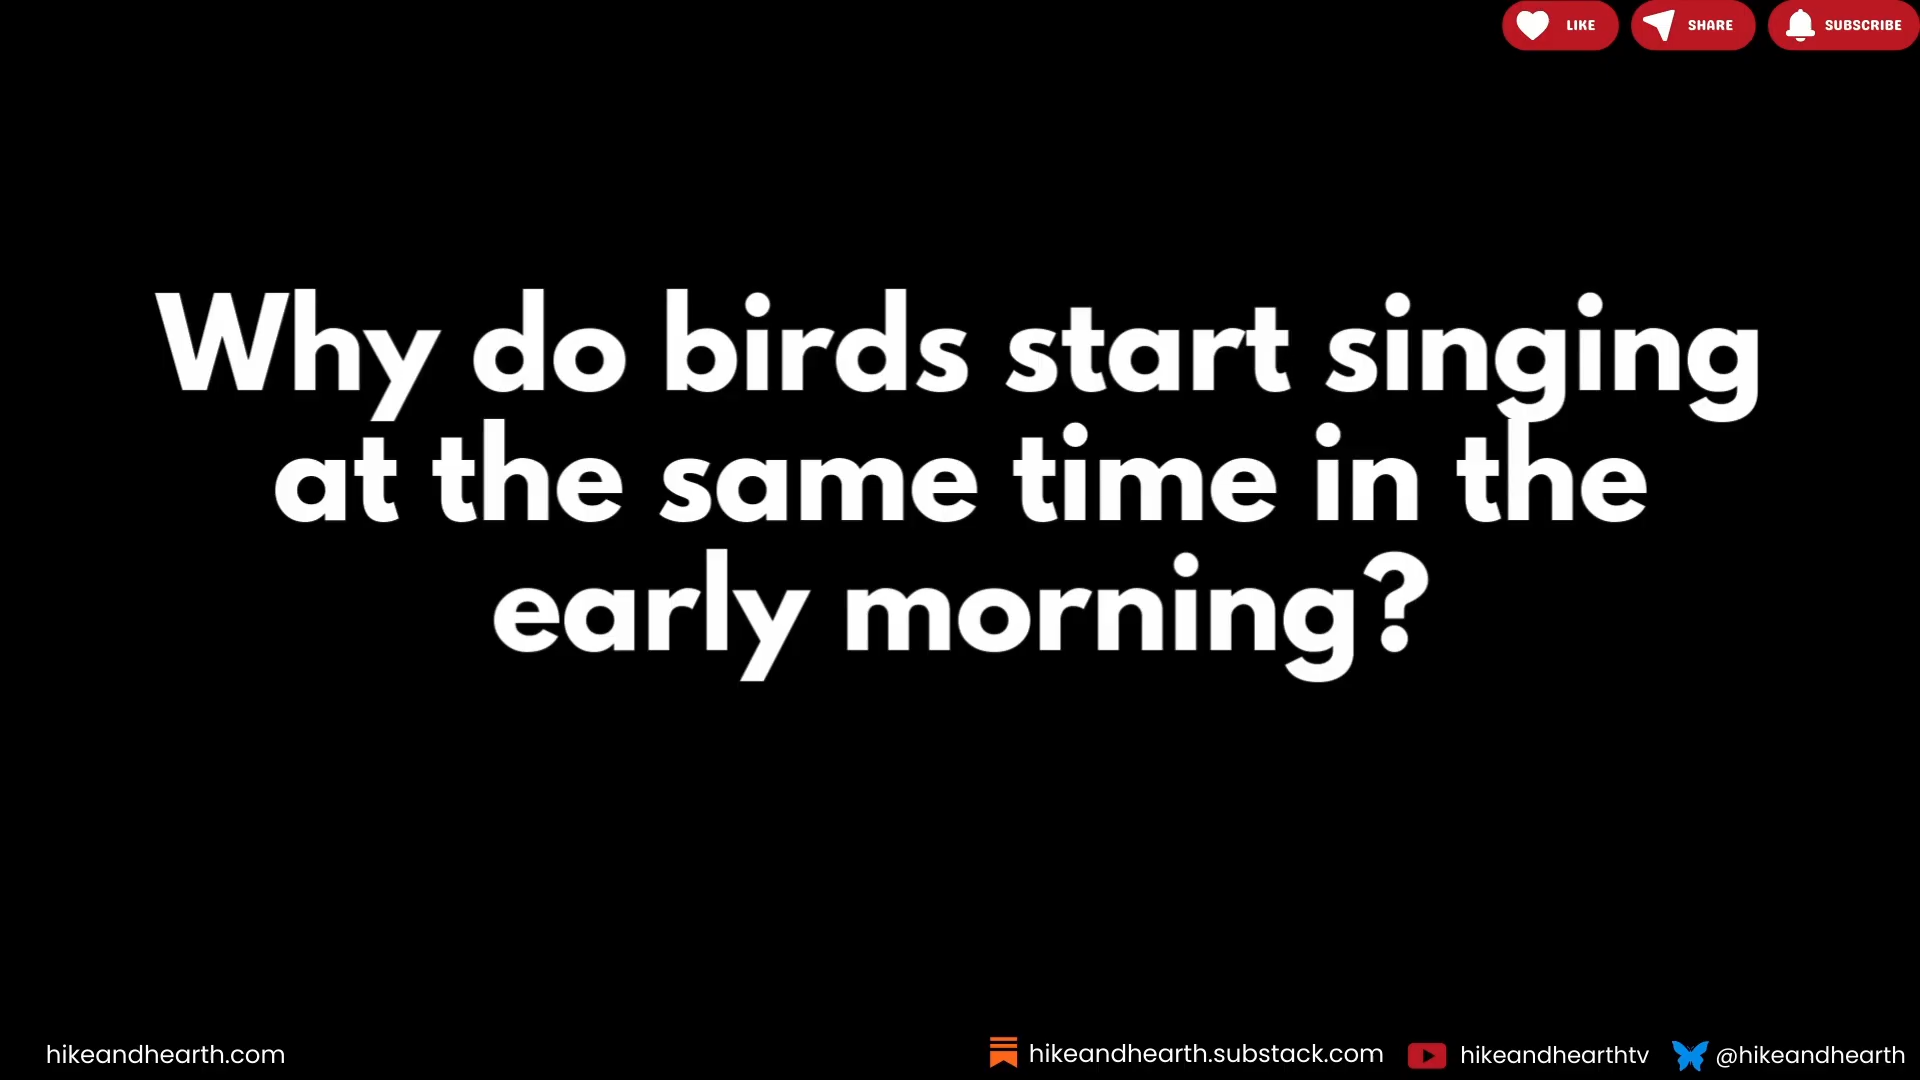 LIKE SHARE SUBSCRIBE
Why do birds start singing
at the same time in the
early morning?
hikeandhearth.com hikeandhearth.substack.com hikeandhearthtv @hikeandhearth